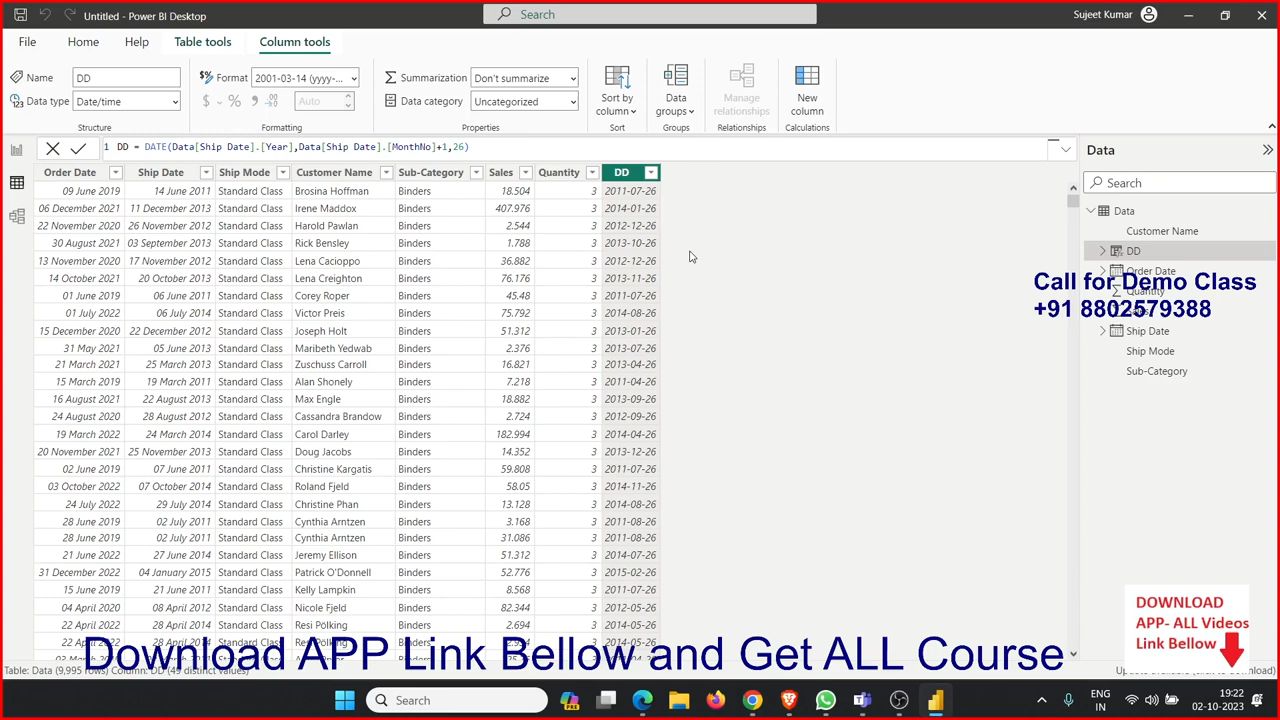 Untitled - Power BI Desktop
Search
Sujeet Kumar
File Home Help Table tools Column tools
Name DD
Format 2001-03-14 (yyyy-...
Summarization Don't summarize
Data type Date/time
$ % Auto
Data category Uncategorized
Sort by column
Data groups
Manage relationships
New column
Structure Formatting Properties Sort Groups Relationships Calculations
1 DD = DATE(Data[Ship Date].[Year],Data[Ship Date].[MonthNo]+1,26)
Order Date Ship Date Ship Mode Customer Name Sub-Category Sales Quantity DD
09 June 2019 14 June 2011 Standard Class Brosina Hoffman Binders 18.504 3 2011-07-26
06 December 2021 11 December 2013 Standard Class Irene Maddox Binders 407.976 3 2014-01-26
22 November 2020 26 November 2012 Standard Class Harold Pawlan Binders 2.544 3 2012-12-26
30 August 2021 03 September 2013 Standard Class Rick Bensley Binders 1.788 3 2013-10-26
13 November 2020 17 November 2012 Standard Class Lena Cacioppo Binders 36.882 3 2012-12-26
14 October 2021 20 October 2013 Standard Class Lena Creighton Binders 76.176 3 2013-11-26
01 June 2019 06 June 2011 Standard Class Corey Roper Binders 45.48 3 2011-07-26
01 July 2022 06 July 2014 Standard Class Victor Preis Binders 75.792 3 2014-08-26
15 December 2020 22 December 2012 Standard Class Joseph Holt Binders 51.312 3 2013-01-26
31 May 2021 05 June 2013 Standard Class Maribeth Yedwab Binders 2.376 3 2013-07-26
21 March 2021 25 March 2013 Standard Class Zuschuss Carroll Binders 16.821 3 2013-04-26
15 March 2019 19 March 2011 Standard Class Alan Shonely Binders 7.218 3 2011-04-26
16 August 2021 22 August 2013 Standard Class Max Engle Binders 18.882 3 2013-09-26
24 August 2020 28 August 2012 Standard Class Cassandra Brandow Binders 2.724 3 2012-09-26
19 March 2022 24 March 2014 Standard Class Carol Darley Binders 182.994 3 2014-04-26
20 November 2021 25 November 2013 Standard Class Doug Jacobs Binders 14.352 3 2013-12-26
02 June 2019 07 June 2011 Standard Class Christine Kargatis Binders 59.808 3 2011-07-26
03 October 2022 07 October 2014 Standard Class Roland Fjeld Binders 58.05 3 2014-11-26
24 July 2022 29 July 2014 Standard Class Christine Phan Binders 13.128 3 2014-08-26
28 June 2019 02 July 2011 Standard Class Cynthia Arntzen Binders 3.168 3 2011-08-26
28 June 2019 02 July 2011 Standard Class Cynthia Arntzen Binders 31.086 3 2011-08-26
21 June 2022 27 June 2014 Standard Class Jeremy Ellison Binders 51.312 3 2014-07-26
31 December 2022 04 January 2015 Standard Class Patrick O'Donnell Binders 52.776 3 2015-02-26
15 June 2019 21 June 2011 Standard Class Kelly Lampkin Binders 8.568 3 2011-07-26
04 April 2020 08 April 2012 Standard Class Nicole Fjeld Binders 82.344 3 2012-05-26
22 April 2022 28 April 2014 Standard Class Resi Pölking Binders 2.694 3 2014-05-26
22 April 2022 28 April 2014 Standard Class Resi Pölking Binders 3 2014-05-26
Table: Data (9,995 rows) Column: DD (49 distinct values)
Data
Search
Data
Customer Name
DD
Order Date
Quantity
Ship Date
Ship Mode
Sub-Category
Call for Demo Class
+91 8802579388
DOWNLOAD
APP- ALL Videos
Link Bellow
Download APP Link Bellow and Get ALL Course
Update available (download)
Search
PRE
ENG
IN
19:22
02-10-2023